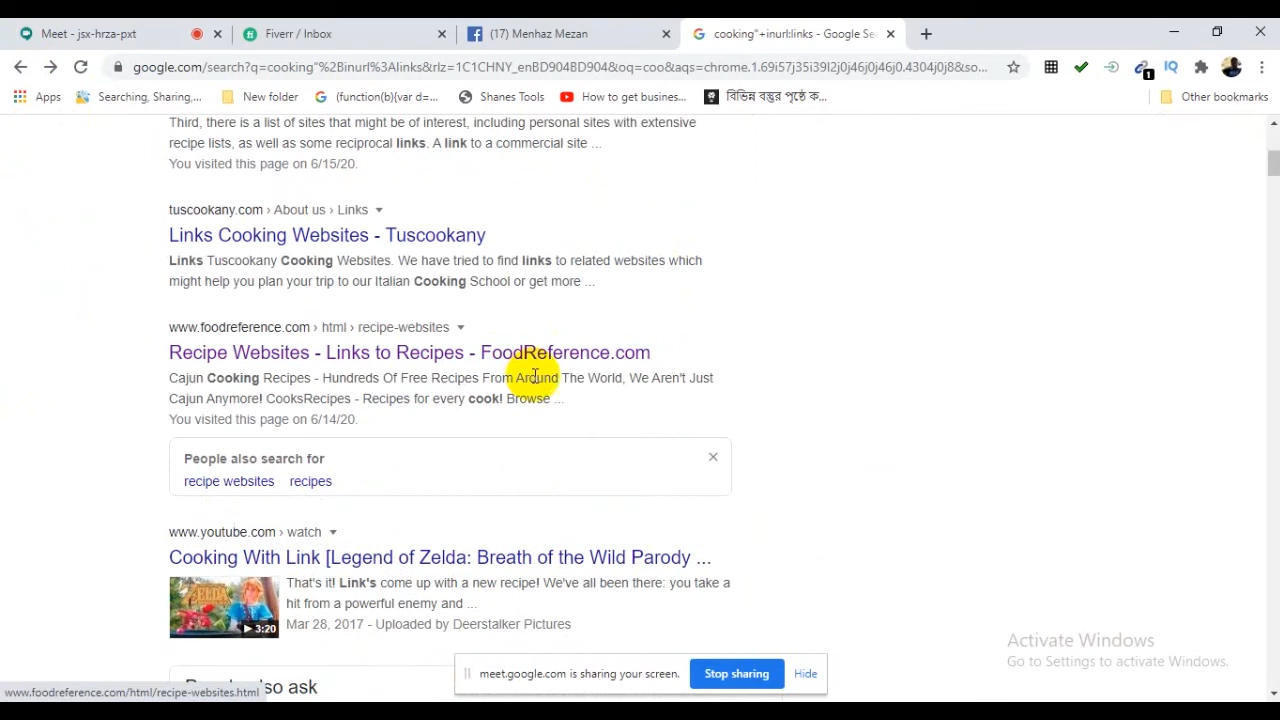 Meet - jsx-hrza-pxt
Fiverr / Inbox
(17) Menhaz Mezan
cooking"+inurl:links - Google Se
google.com/search?q=cooking"%2Binurl%3Alinks&rlz=1C1CHNY_enBD904BD904&oq=coo&aqs=chrome.1.69i57j35i39l2j0j46j0j46j0.4304j0j8&so...
1
IQ
Apps
Searching, Sharing,...
New folder
(function(b){var d=...
Shanes Tools
How to get busines...
বিভিন্ন বস্তুর পৃষ্ঠে ক...
Other bookmarks
Third, there is a list of sites that might be of interest, including personal sites with extensive
recipe lists, as well as some reciprocal links. A link to a commercial site ...
You visited this page on 6/15/20.
tuscookany.com › About us › Links
Links Cooking Websites - Tuscookany
Links Tuscookany Cooking Websites. We have tried to find links to related websites which
might help you plan your trip to our Italian Cooking School or get more ...
www.foodreference.com › html › recipe-websites
Recipe Websites - Links to Recipes - FoodReference.com
Cajun Cooking Recipes - Hundreds Of Free Recipes From Around The World, We Aren't Just
Cajun Anymore! CooksRecipes - Recipes for every cook! Browse ...
You visited this page on 6/14/20.
People also search for
recipe websites recipes
www.youtube.com › watch
Cooking With Link [Legend of Zelda: Breath of the Wild Parody ...
That's it! Link's come up with a new recipe! We've all been there: you take a
hit from a powerful enemy and ...
3:20
Mar 28, 2017 - Uploaded by Deerstalker Pictures
Activate Windows
Go to Settings to activate Windows.
meet.google.com is sharing your screen.
Stop sharing
Hide
so ask
www.foodreference.com/html/recipe-websites.html